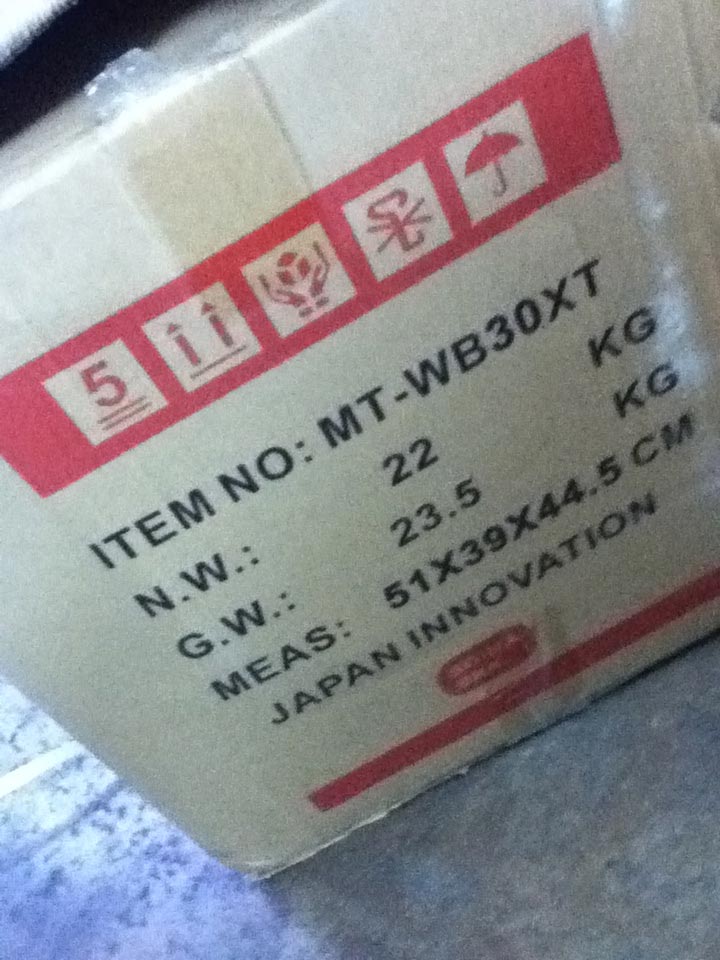 5
ITEM NO: MT-WB30XT
N.W.: 22 KG
G.W.: 23.5 KG
MEAS: 51X39X44.5 CM
JAPAN INNOVATION